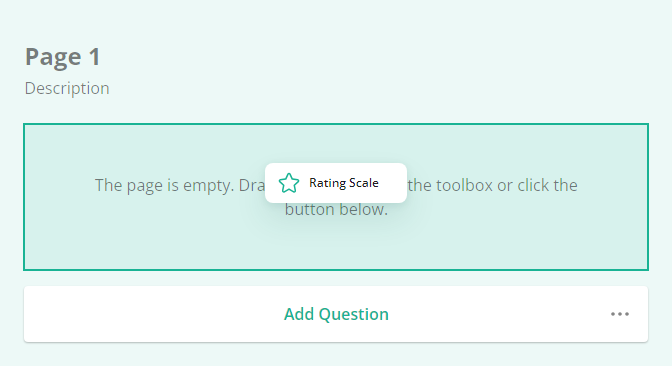 Page 1
Description
The page is empty. Dra
Rating Scale
the toolbox or click the
button below.
Add Question